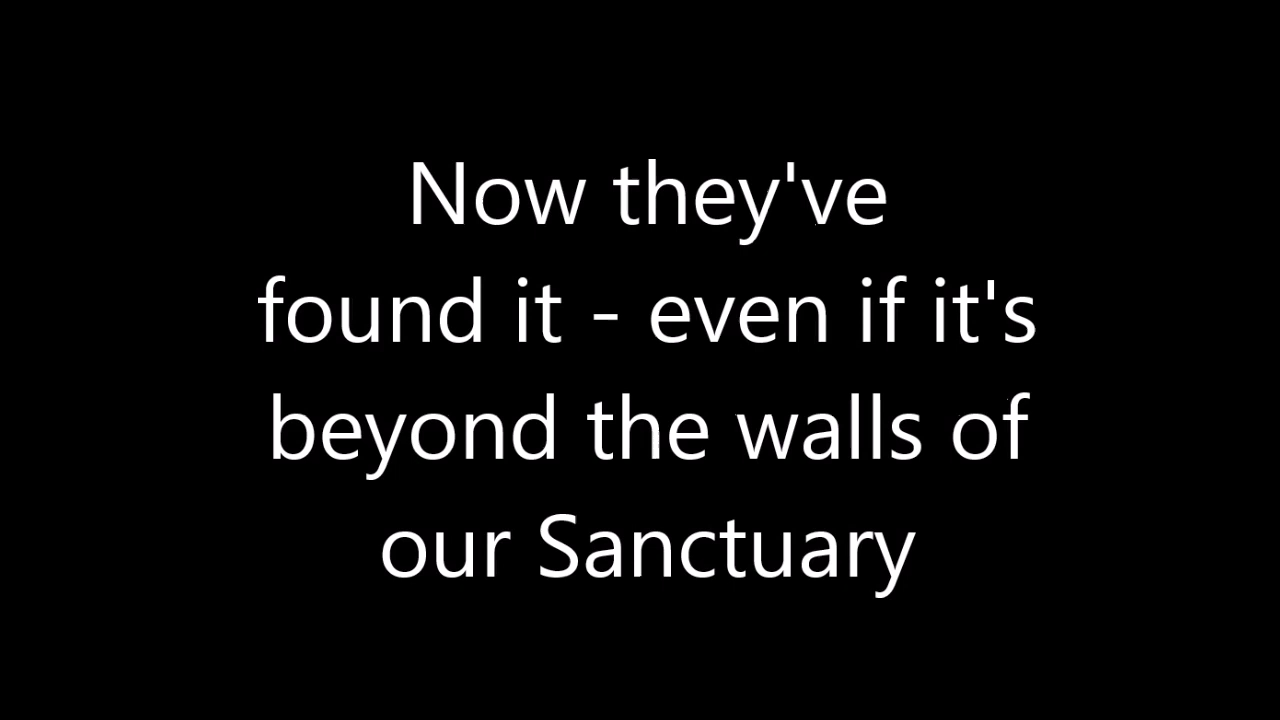 Now they've
found it - even if it's
beyond the walls of
our Sanctuary